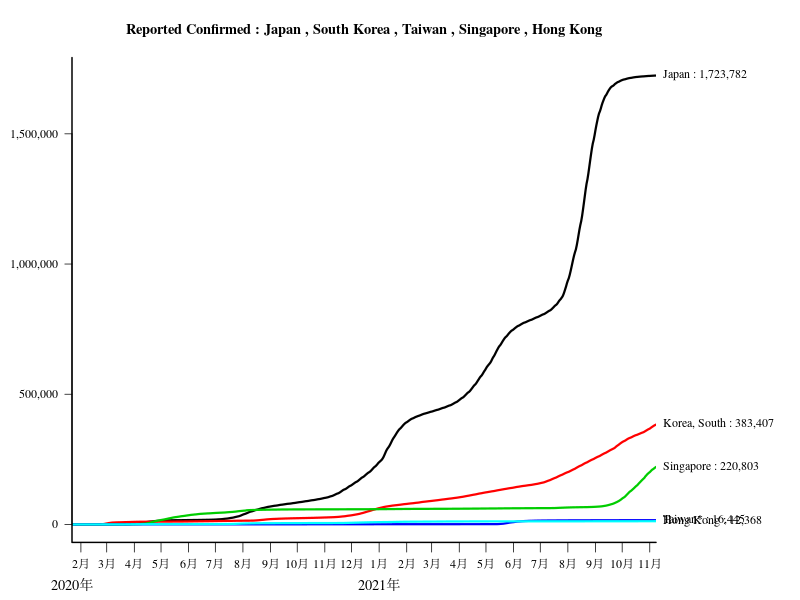 Reported Confirmed : Japan , South Korea , Taiwan , Singapore , Hong Kong
Japan : 1,723,782
1,500,000
1,000,000
500,000
Korea, South : 383,407
Singapore : 220,803
0
2月 3月 4月 5月 6月 7月 8月 9月 10月 11月 12月 1月 2月 3月 4月 5月 6月 7月 8月 9月 10月 11月
2020年 2021年